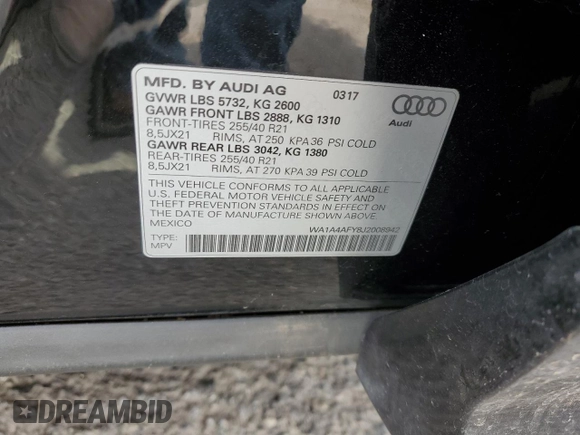 MFD. BY AUDI AG 0317
GVWR LBS 5732, KG 2600
GAWR FRONT LBS 2888, KG 1310
FRONT-TIRES 255/40 R21
8,5JX21 RIMS, AT 250 KPA 36 PSI COLD
GAWR REAR LBS 3042, KG 1380
REAR-TIRES 255/40 R21
8,5JX21 RIMS, AT 270 KPA 39 PSI COLD
THIS VEHICLE CONFORMS TO ALL APPLICABLE
U.S. FEDERAL MOTOR VEHICLE SAFETY AND
THEFT PREVENTION STANDARDS IN EFFECT ON
THE DATE OF MANUFACTURE SHOWN ABOVE
MEXICO
Audi
TYPE:
MPV
WA1A4AFY8J2008942
DREAMBID